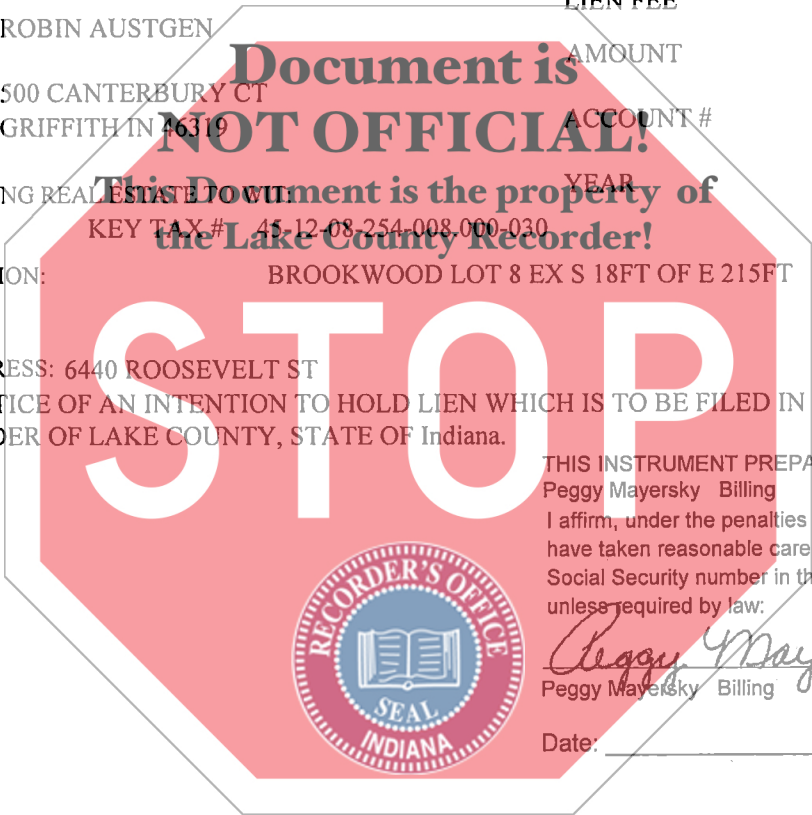 LIEN FEE
ROBIN AUSTGEN
Document is
AMOUNT
500 CANTERBURY CT
GRIFFITH IN 46319
NOT OFFICIAL!
ACCOUNT #
This Document is the property of
NG REAL ESTATE TO WIT:
YEAR
KEY TAX # 45-12-08-254-008.000-030
the Lake County Recorder!
ION: BROOKWOOD LOT 8 EX S 18FT OF E 215FT
STOP
RESS: 6440 ROOSEVELT ST
TICE OF AN INTENTION TO HOLD LIEN WHICH IS TO BE FILED IN
DER OF LAKE COUNTY, STATE OF Indiana.
THIS INSTRUMENT PREPA
Peggy Mayersky Billing
I affirm, under the penalties
have taken reasonable care
Social Security number in th
unless required by law:
Peggy May
Peggy Mayersky Billing
Date:
RECORDER'S OFFICE
SEAL
INDIANA